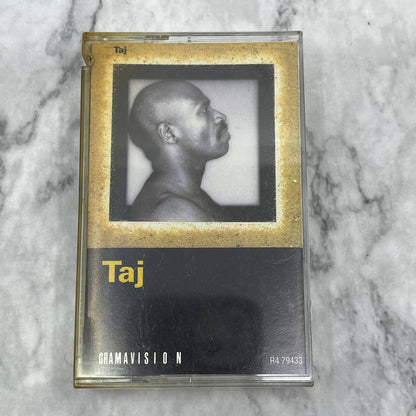 Taj
Taj
GRAMAVISION
R4 79433